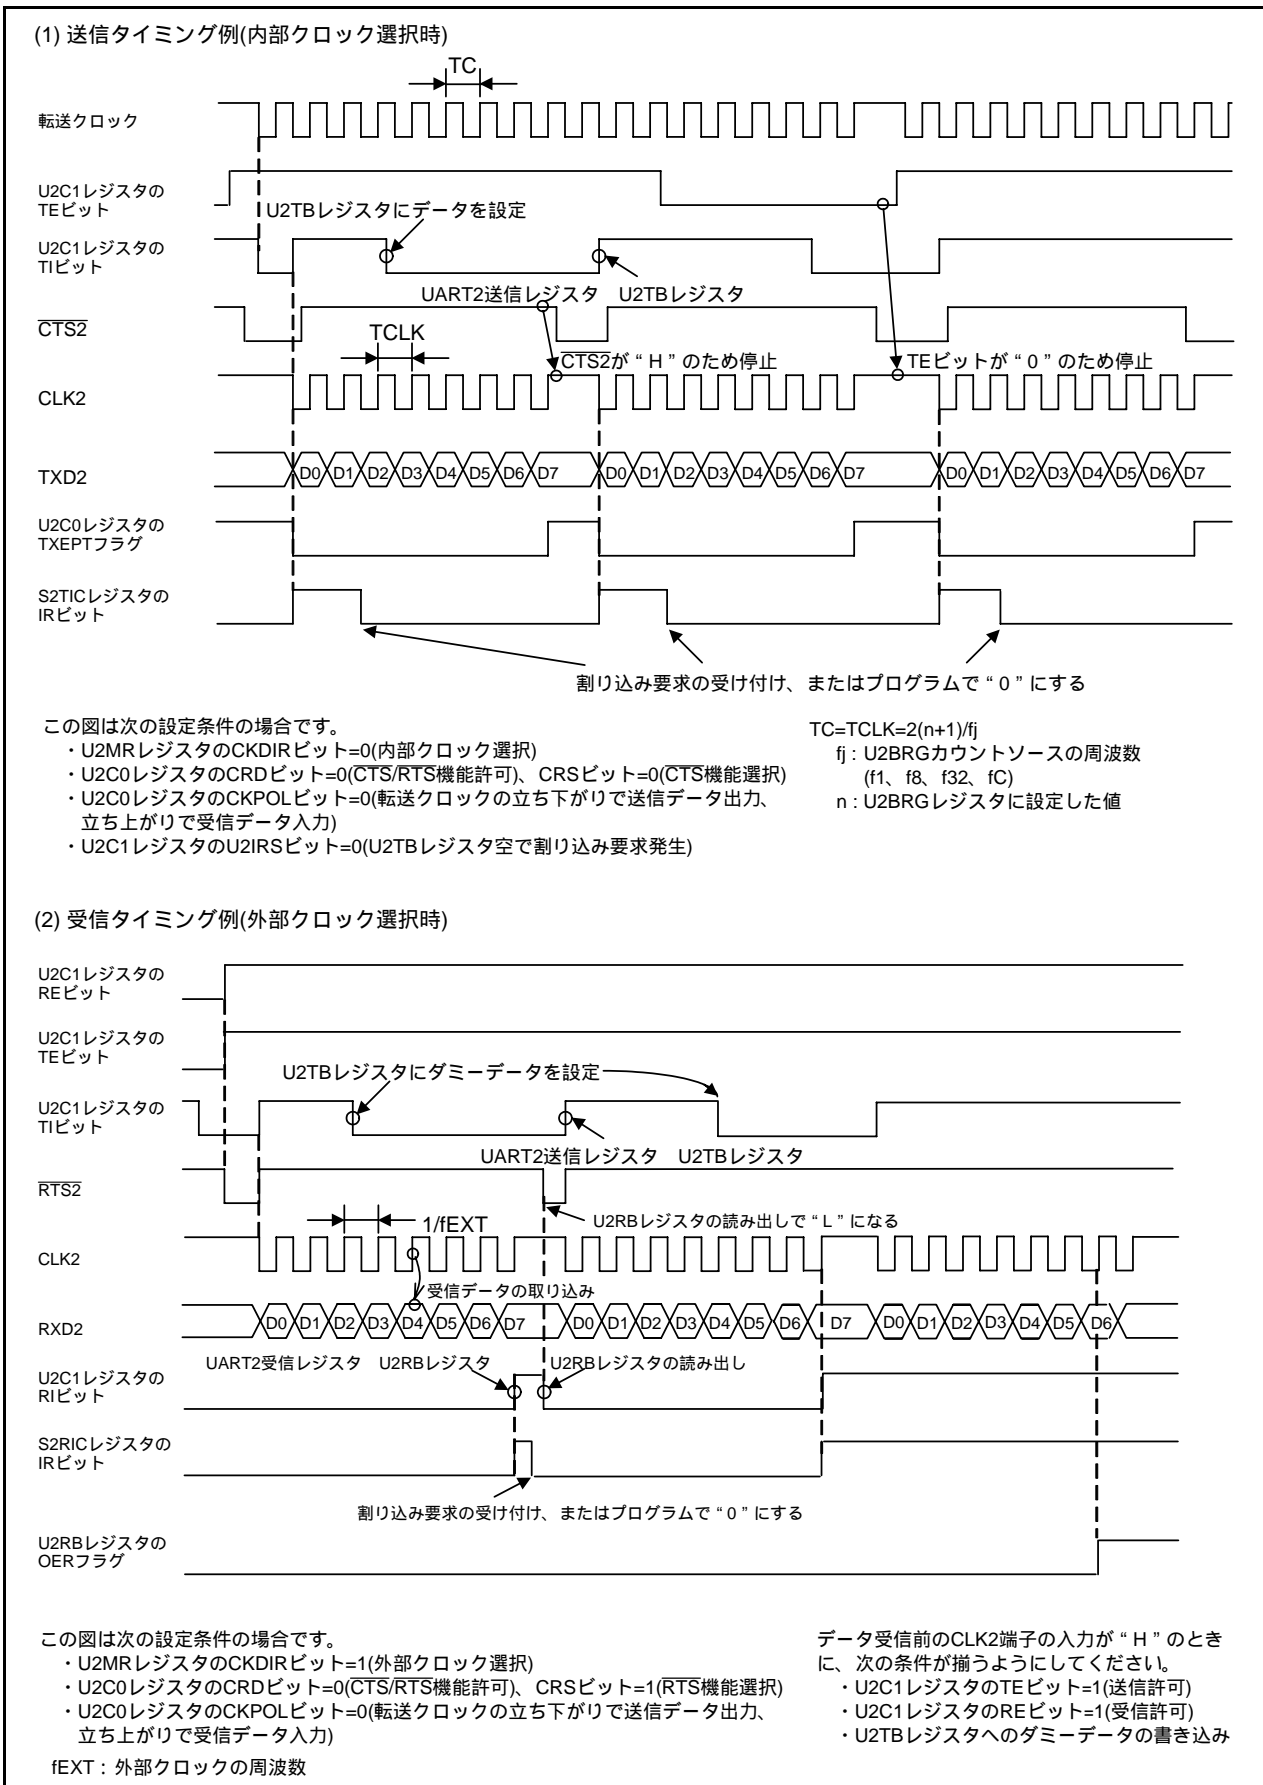 (1) 送信タイミング例(内部クロック選択時)
TC
転送クロック
U2C1レジスタの
TEビット
U2TBレジスタにデータを設定
U2C1レジスタの
TIビット
UART2送信レジスタ　U2TBレジスタ
CTS2
TCLK
CTS2が“H”のため停止
TEビットが“0”のため停止
CLK2
TXD2
D0 D1 D2 D3 D4 D5 D6 D7 D0 D1 D2 D3 D4 D5 D6 D7 D0 D1 D2 D3 D4 D5 D6 D7
U2C0レジスタの
TXEPTフラグ
S2TICレジスタの
IRビット
割り込み要求の受け付け、またはプログラムで“0”にする
この図は次の設定条件の場合です。
・U2MRレジスタのCKDIRビット=0(内部クロック選択)
・U2C0レジスタのCRDビット=0(CTS/RTS機能許可)、CRSビット=0(CTS機能選択)
・U2C0レジスタのCKPOLビット=0(転送クロックの立ち下がりで送信データ出力、
立ち上がりで受信データ入力)
・U2C1レジスタのU2IRSビット=0(U2TBレジスタ空で割り込み要求発生)
TC=TCLK=2(n+1)/fj
fj : U2BRGカウントソースの周波数
(f1、f8、f32、fC)
n : U2BRGレジスタに設定した値
(2) 受信タイミング例(外部クロック選択時)
U2C1レジスタの
REビット
U2C1レジスタの
TEビット
U2TBレジスタにダミーデータを設定
U2C1レジスタの
TIビット
UART2送信レジスタ　U2TBレジスタ
RTS2
1/fEXT
U2RBレジスタの読み出しで“L”になる
CLK2
受信データの取り込み
RXD2
D0 D1 D2 D3 D4 D5 D6 D7 D0 D1 D2 D3 D4 D5 D6 D7 D0 D1 D2 D3 D4 D5 D6
UART2受信レジスタ　U2RBレジスタ
U2RBレジスタの読み出し
U2C1レジスタの
RIビット
S2RICレジスタの
IRビット
割り込み要求の受け付け、またはプログラムで“0”にする
U2RBレジスタの
OERフラグ
この図は次の設定条件の場合です。
・U2MRレジスタのCKDIRビット=1(外部クロック選択)
・U2C0レジスタのCRDビット=0(CTS/RTS機能許可)、CRSビット=1(RTS機能選択)
・U2C0レジスタのCKPOLビット=0(転送クロックの立ち下がりで送信データ出力、
立ち上がりで受信データ入力)
fEXT : 外部クロックの周波数
データ受信前のCLK2端子の入力が“H”のとき
に、次の条件が揃うようにしてください。
・U2C1レジスタのTEビット=1(送信許可)
・U2C1レジスタのREビット=1(受信許可)
・U2TBレジスタへのダミーデータの書き込み